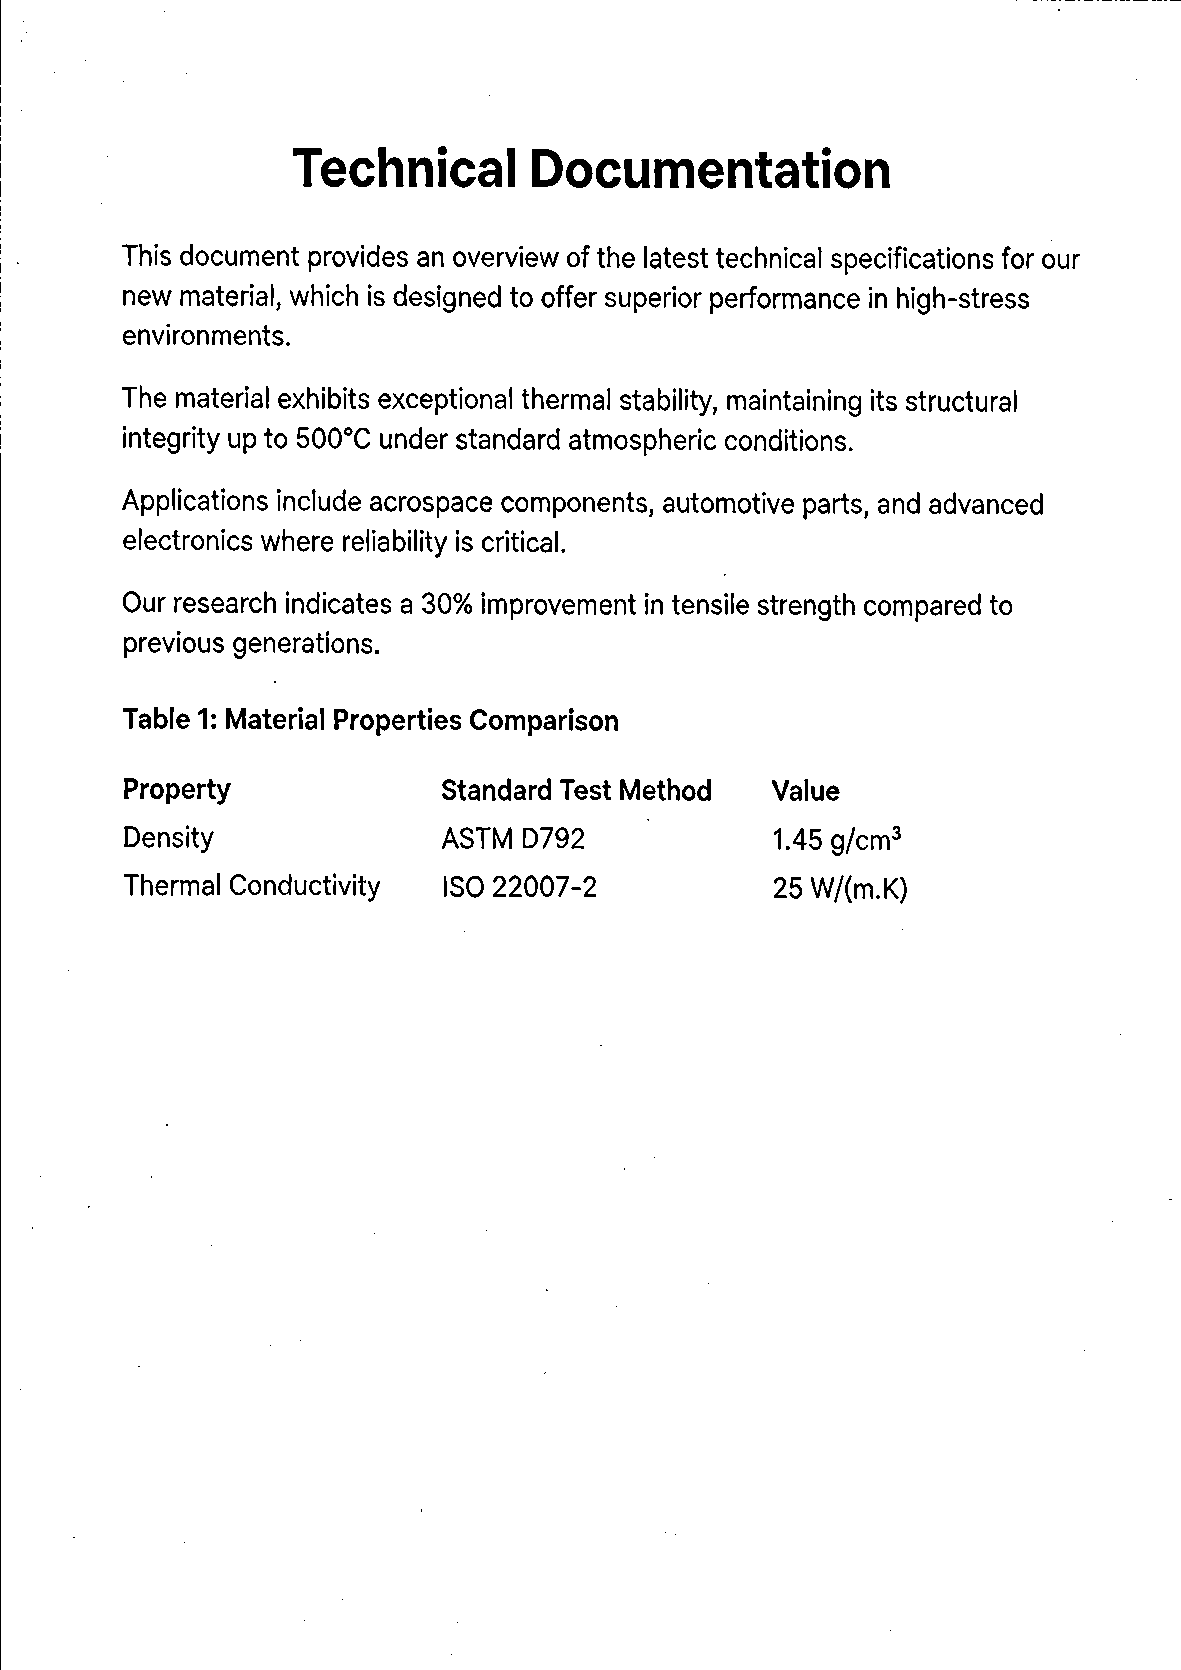 Technical Documentation
This document provides an overview of the latest technical specifications for our
new material, which is designed to offer superior performance in high-stress
environments.
The material exhibits exceptional thermal stability, maintaining its structural
integrity up to 500°C under standard atmospheric conditions.
Applications include acrospace components, automotive parts, and advanced
electronics where reliability is critical.
Our research indicates a 30% improvement in tensile strength compared to
previous generations.
Table 1: Material Properties Comparison
Property Standard Test Method Value
Density ASTM D792 1.45 g/cm³
Thermal Conductivity ISO 22007-2 25 W/(m.K)